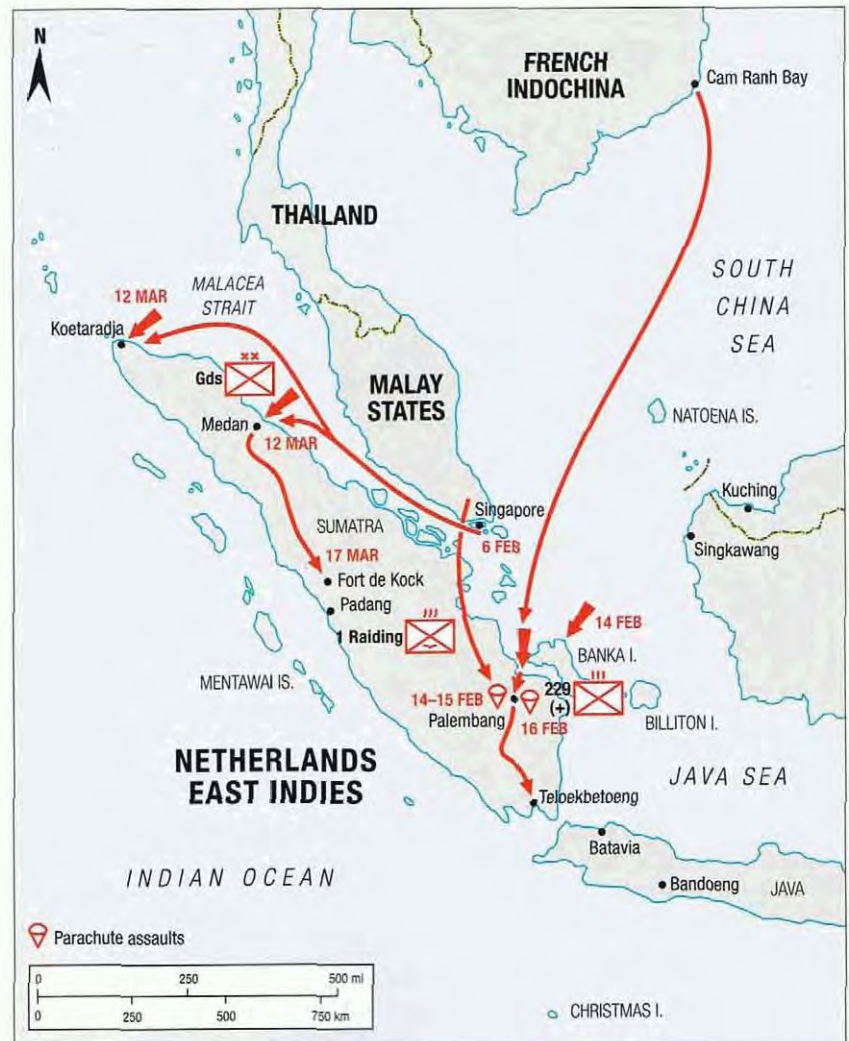 N
FRENCH
INDOCHINA
Cam Ranh Bay
THAILAND
SOUTH
CHINA
SEA
MALACEA
STRAIT
12 MAR
Koetaradja
xx
Gds
MALAY
STATES
Medan
12 MAR
NATOENA IS.
Kuching
Singapore
SUMATRA
6 FEB
Singkawang
17 MAR
Fort de Kock
Padang
III
1 Raiding
14 FEB
BANKA I.
MENTAWAI IS.
14–15 FEB
III
229
(+)
Palembang
16 FEB
BILLITON I.
NETHERLANDS
EAST INDIES
JAVA SEA
Teloekbetoeng
Batavia
INDIAN OCEAN
Bandoeng
JAVA
Parachute assaults
0 250 500 mi
0 250 500 750 km
CHRISTMAS I.